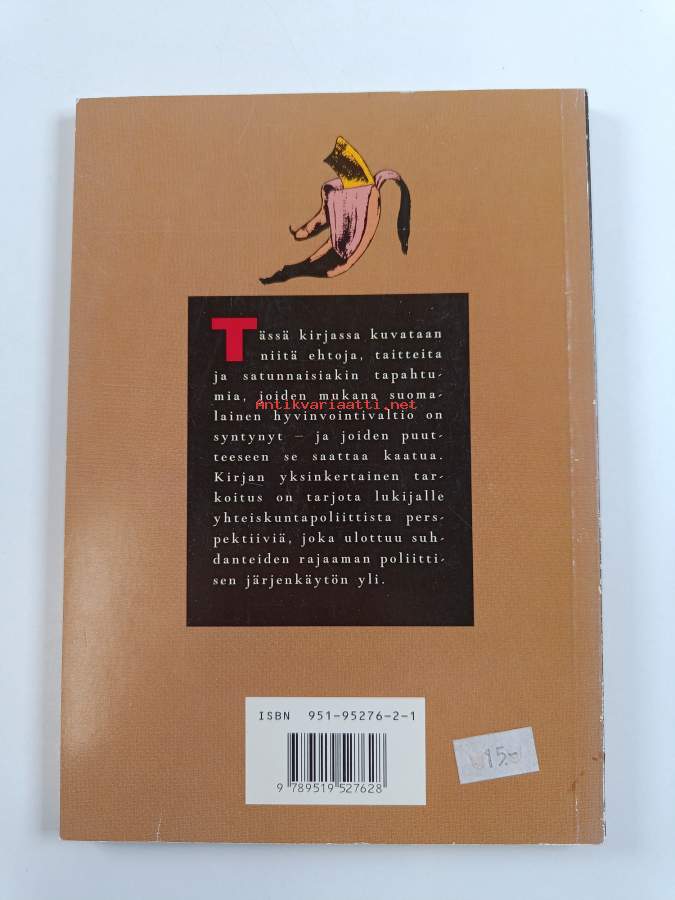 Tässä kirjassa kuvataan
niitä ehtoja, taitteita
ja satunnaisiakin tapahtu-
mia, joiden mukana suoma-
Antikvariaatti.net
lainen hyvinvointivaltio on
syntynyt – ja joiden puut-
teeseen se saattaa kaatua.
Kirjan yksinkertainen tar-
koitus on tarjota lukijalle
yhteiskuntapoliittista pers-
pektiiviä, joka ulottuu suh-
danteiden rajaaman poliitti-
sen järjenkäytön yli.
ISBN 951-95276-2-1
9 789519 527628
15.-